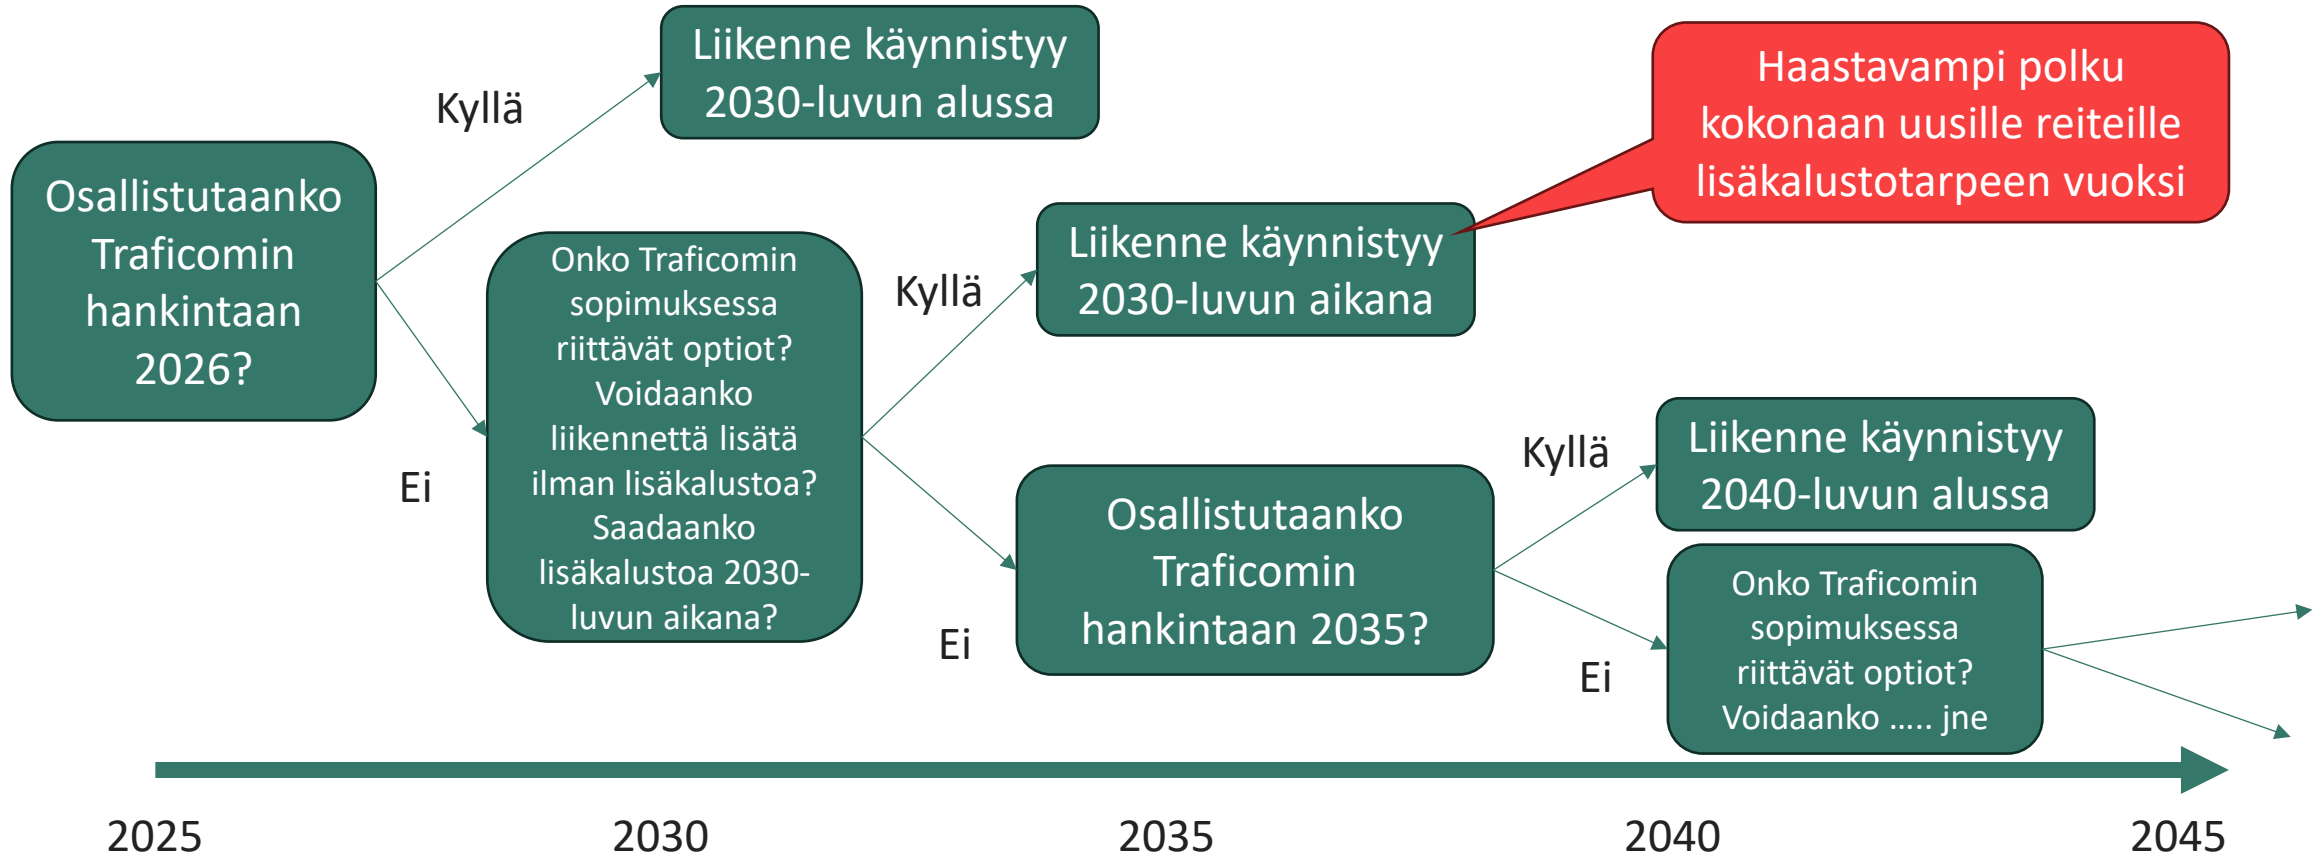 Osallistutaanko
Traficomin
hankintaan
2026?
Kyllä
Liikenne käynnistyy
2030-luvun alussa
Ei
Onko Traficomin
sopimuksessa
riittävät optiot?
Voidaanko
liikennettä lisätä
ilman lisäkalustoa?
Saadaanko
lisäkalustoa 2030-
luvun aikana?
Kyllä
Liikenne käynnistyy
2030-luvun aikana
Haastavampi polku
kokonaan uusille reiteille
lisäkalustotarpeen vuoksi
Ei
Osallistutaanko
Traficomin
hankintaan 2035?
Kyllä
Liikenne käynnistyy
2040-luvun alussa
Ei
Onko Traficomin
sopimuksessa
riittävät optiot?
Voidaanko ..... jne
2025
2030
2035
2040
2045